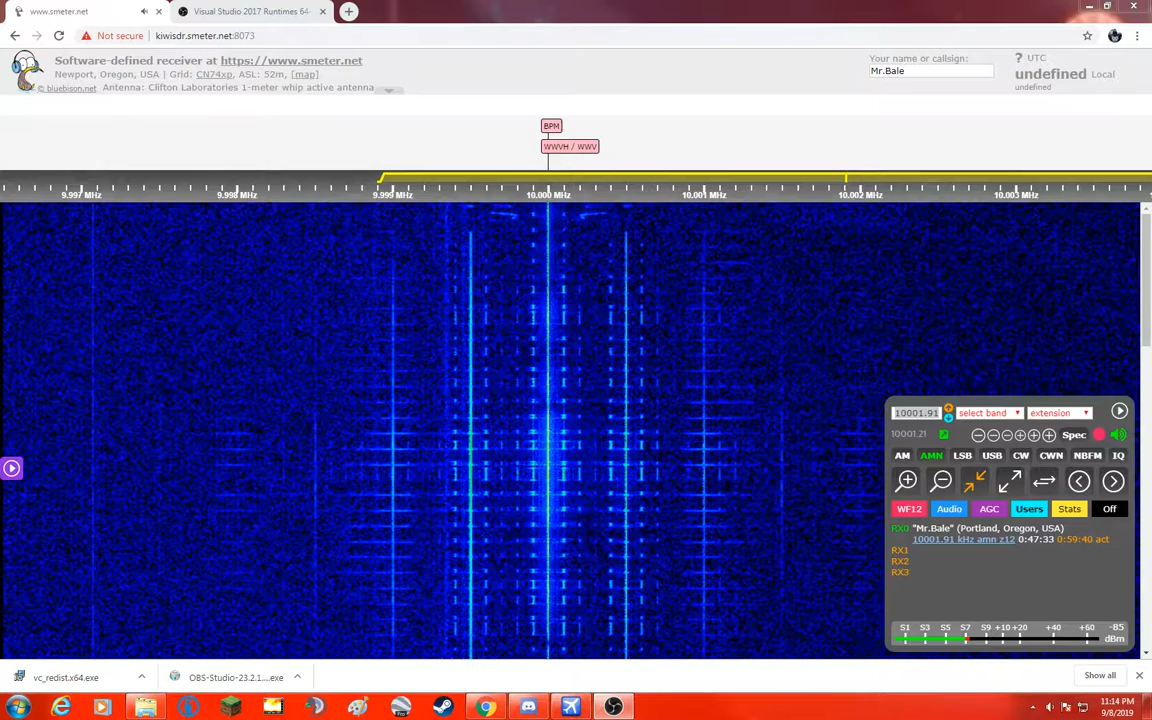 www.smeter.net
Visual Studio 2017 Runtimes 64-
Not secure
kiwisdr.smeter.net:8073
Software-defined receiver at https://www.smeter.net
Newport, Oregon, USA | Grid: CN74xp, ASL: 52m, [map]
© bluebison.net
Antenna: Clifton Laboratories 1-meter whip active antenna
Your name or callsign:
Mr.Bale
? UTC
undefined Local
undefined
BPM
WWVH / WWV
9.997 MHz
9.998 MHz
9.999 MHz
10.000 MHz
10.001 MHz
10.002 MHz
10.003 MHz
10001.91
select band
extension
10001.21
Spec
AM AMN LSB USB CW CWN NBFM IQ
WF12 Audio AGC Users Stats Off
RX0 "Mr.Bale" (Portland, Oregon, USA)
10001.91 kHz amn z12 0:47:33 0:59:40 act
RX1
RX2
RX3
S1 S3 S5 S7 S9 +10 +20 +40 +60 -85
dBm
vc_redist.x64.exe
OBS-Studio-23.2.1....exe
Show all
11:14 PM
9/8/2019